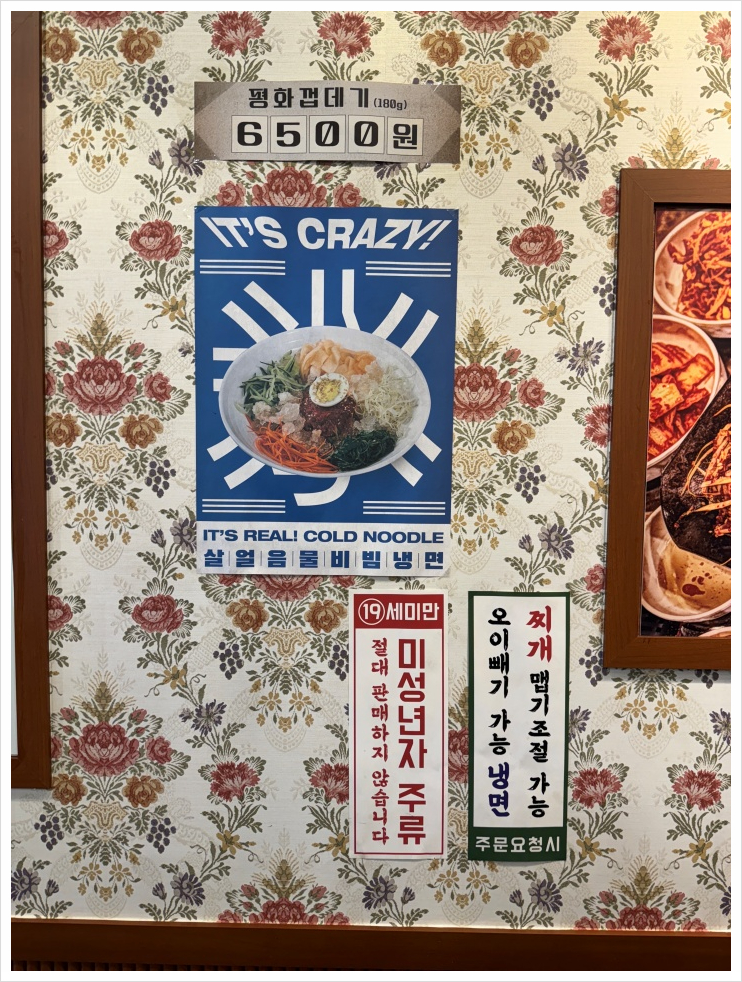 평화껍데기(180g)
6500원
IT'S CRAZY!
IT'S REAL! COLD NOODLE
살얼음물비빔냉면
19세미만
미성년자 주류
절대 판매하지 않습니다
찌개 맵기조절 가능
오이빼기 가능 냉면
주문요청시